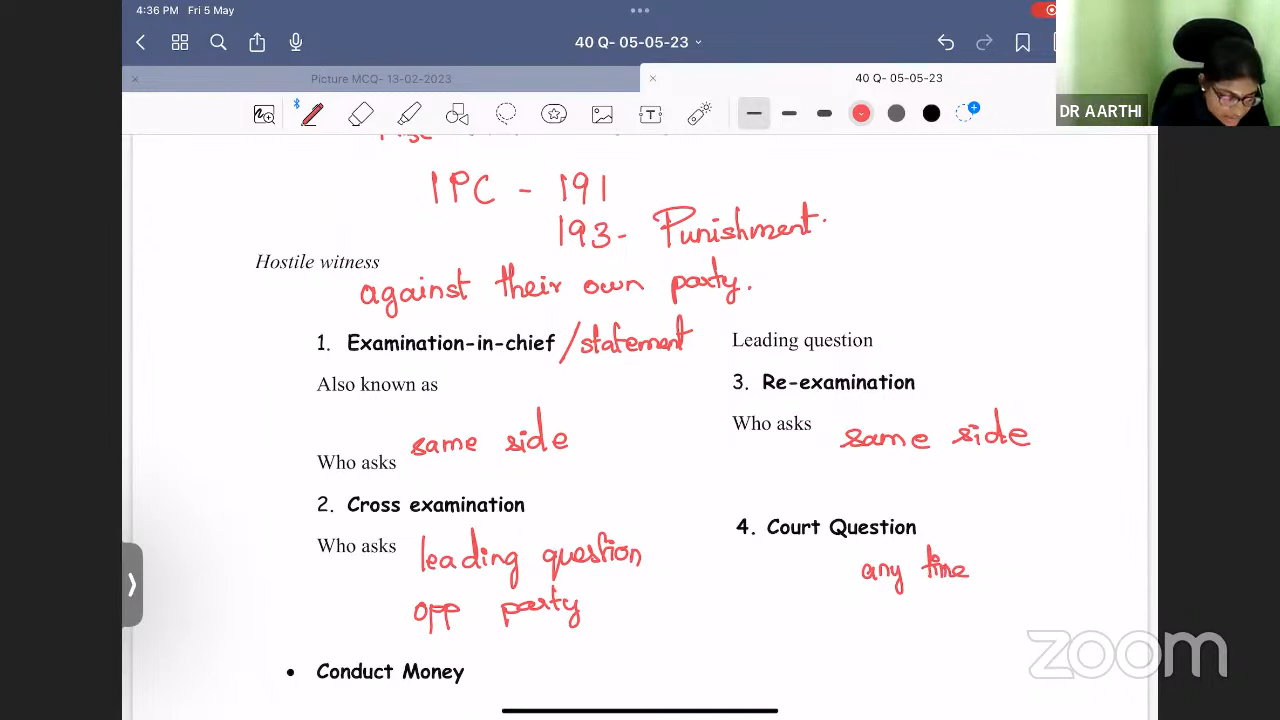 4:36 PM Fri 5 May
40 Q- 05-05-23
Picture MCQ- 13-02-2023
40 Q- 05-05-23
DR AARTHI
IPC - 191
193- Punishment.
Hostile witness
against their own party.
1. Examination-in-chief /statement
Also known as
same side
Who asks
2. Cross examination
Who asks leading question
opp party
• Conduct Money
Leading question
3. Re-examination
Who asks same side
4. Court Question
any time
zoom